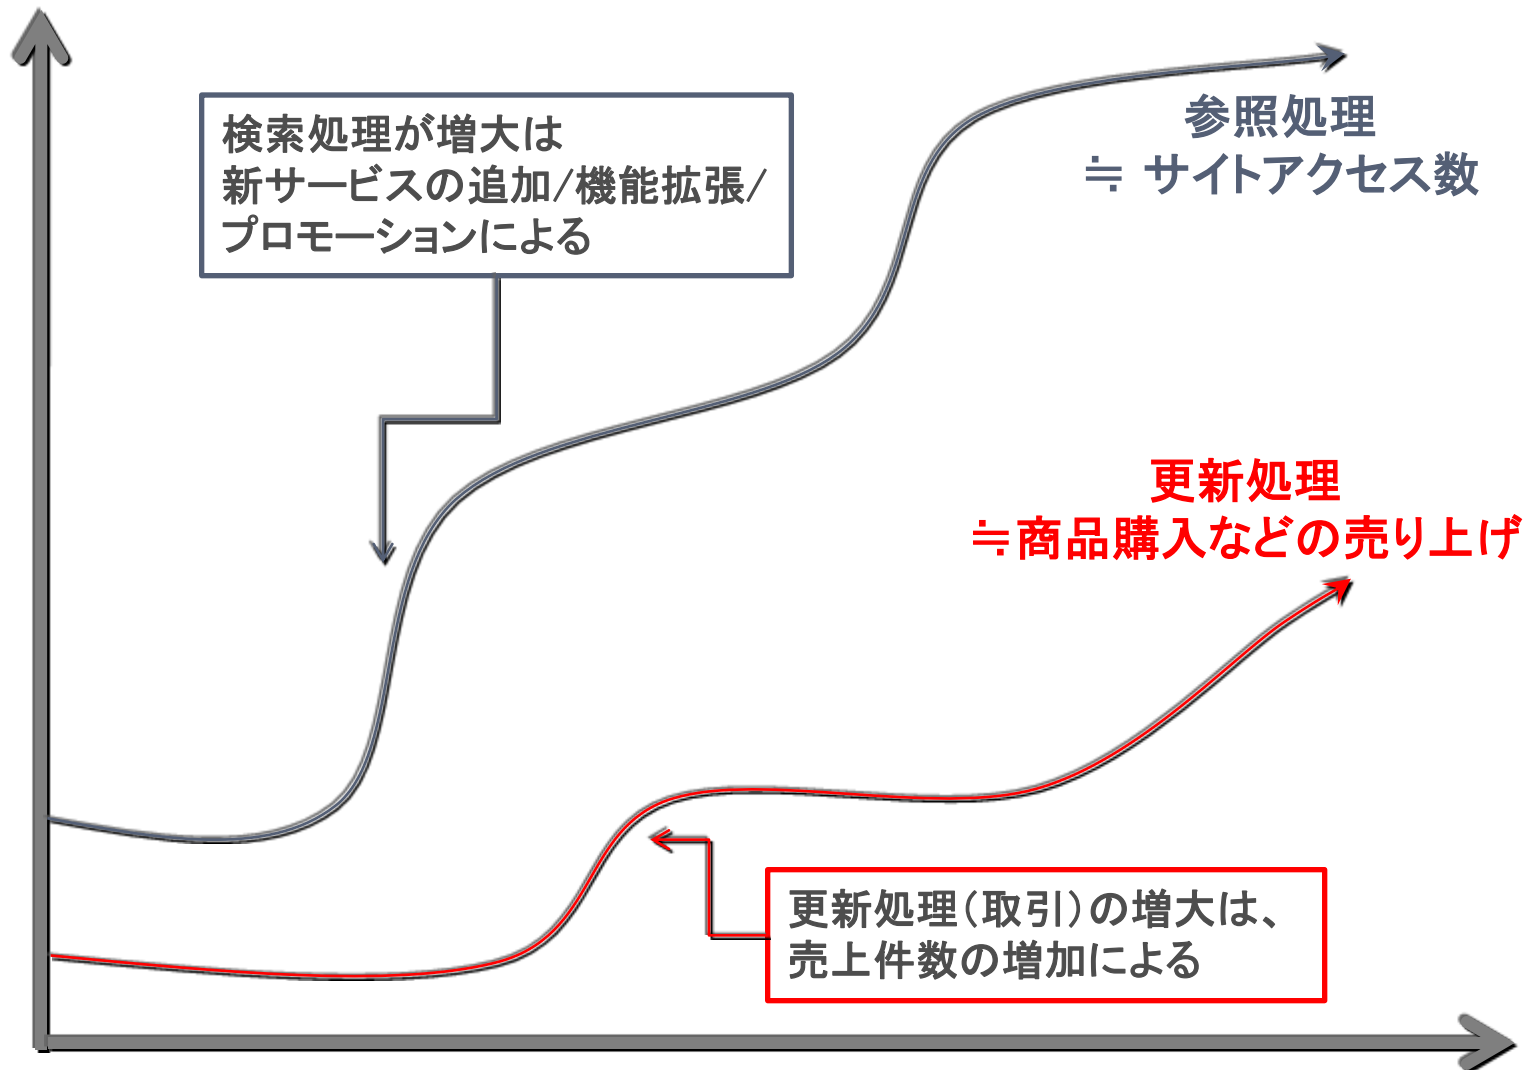 検索処理が増大は
新サービスの追加/機能拡張/
プロモーションによる
参照処理
≒ サイトアクセス数
更新処理
≒商品購入などの売り上げ
更新処理(取引)の増大は、
売上件数の増加による